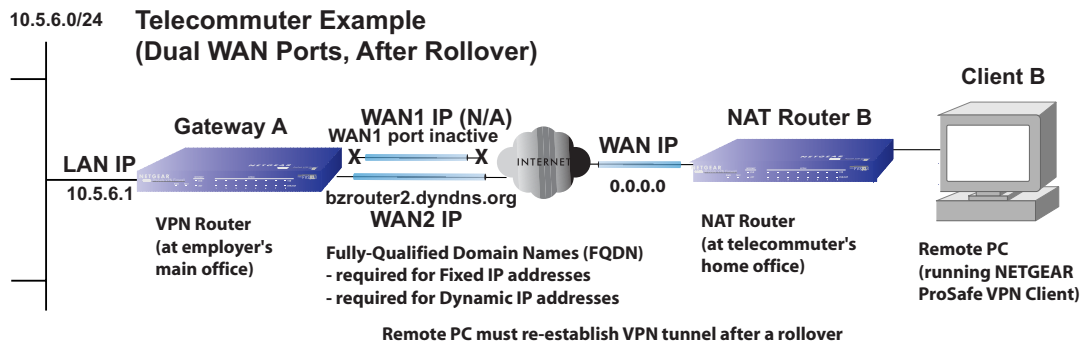 10.5.6.0/24
Telecommuter Example
(Dual WAN Ports, After Rollover)
Client B
Gateway A
WAN1 IP (N/A)
WAN1 port inactive
NAT Router B
LAN IP
10.5.6.1
NETGEAR
NETGEAR
X
X
INTERNET
WAN IP
0.0.0.0
NETGEAR
NETGEAR
bzrouter2.dyndns.org
WAN2 IP
VPN Router
(at employer's
main office)
Fully-Qualified Domain Names (FQDN)
- required for Fixed IP addresses
- required for Dynamic IP addresses
NAT Router
(at telecommuter's
home office)
Remote PC
(running NETGEAR
ProSafe VPN Client)
Remote PC must re-establish VPN tunnel after a rollover